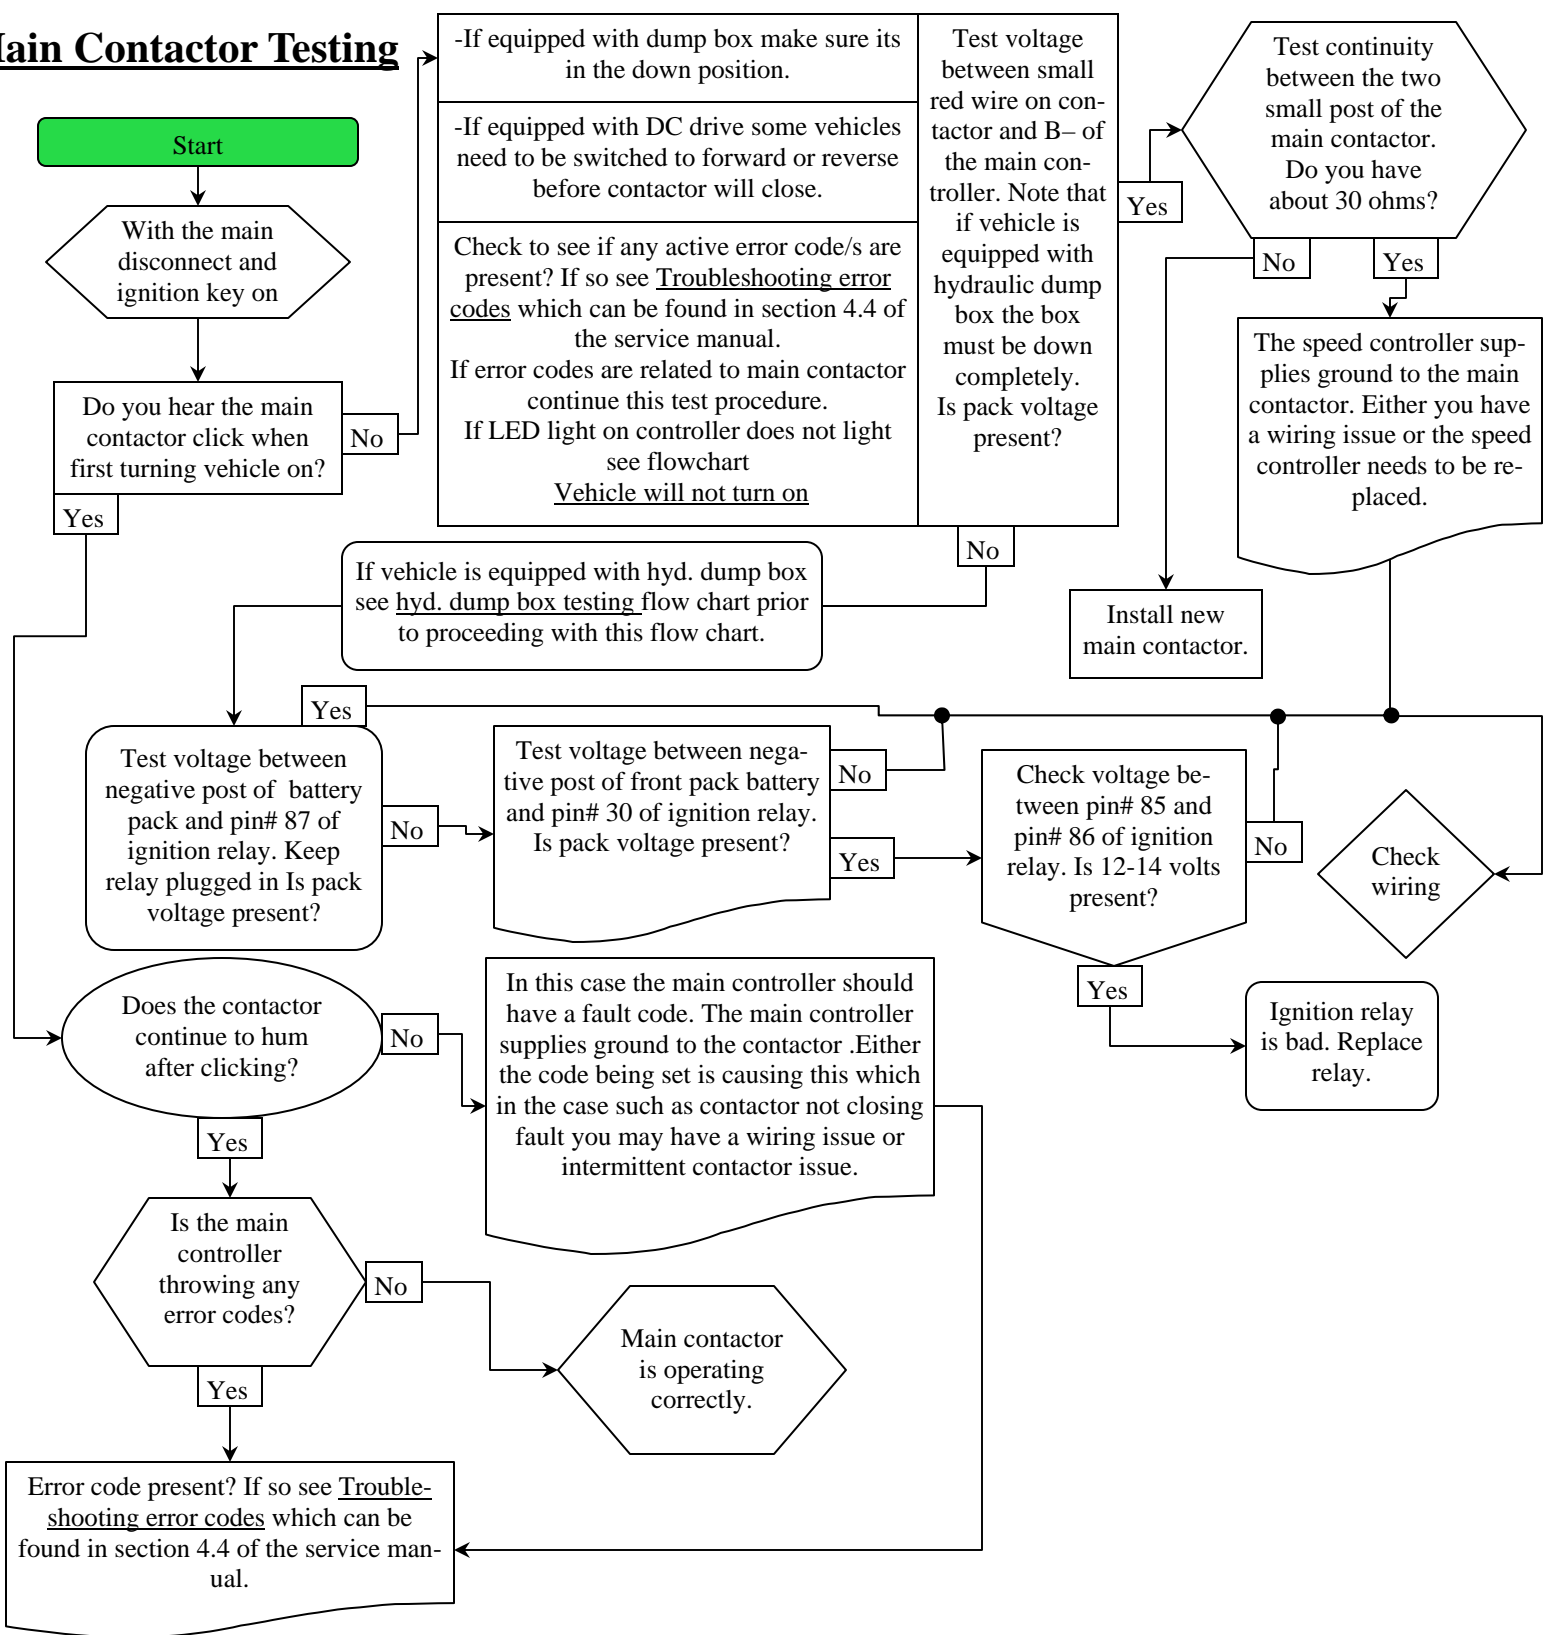 Main Contactor Testing
Start
With the main
disconnect and
ignition key on
Do you hear the main
contactor click when
first turning vehicle on?
No
Yes
-If equipped with dump box make sure its
in the down position.
-If equipped with DC drive some vehicles
need to be switched to forward or reverse
before contactor will close.
Check to see if any active error code/s are
present? If so see Troubleshooting error
codes which can be found in section 4.4 of
the service manual.
If error codes are related to main contactor
continue this test procedure.
If LED light on controller does not light
see flowchart
Vehicle will not turn on
Test voltage
between small
red wire on con-
tactor and B– of
the main con-
troller. Note that
if vehicle is
equipped with
hydraulic dump
box the box
must be down
completely.
Is pack voltage
present?
Yes
No
Test continuity
between the two
small post of the
main contactor.
Do you have
about 30 ohms?
No
Yes
The speed controller sup-
plies ground to the main
contactor. Either you have
a wiring issue or the speed
controller needs to be re-
placed.
Install new
main contactor.
If vehicle is equipped with hyd. dump box
see hyd. dump box testing flow chart prior
to proceeding with this flow chart.
Yes
Test voltage between
negative post of  battery
pack and pin# 87 of
ignition relay. Keep
relay plugged in Is pack
voltage present?
No
Test voltage between nega-
tive post of front pack battery
and pin# 30 of ignition relay.
Is pack voltage present?
No
Yes
Check voltage be-
tween pin# 85 and
pin# 86 of ignition
relay. Is 12-14 volts
present?
No
Yes
Check
wiring
Ignition relay
is bad. Replace
relay.
Does the contactor
continue to hum
after clicking?
No
Yes
In this case the main controller should
have a fault code. The main controller
supplies ground to the contactor .Either
the code being set is causing this which
in the case such as contactor not closing
fault you may have a wiring issue or
intermittent contactor issue.
Is the main
controller
throwing any
error codes?
No
Yes
Main contactor
is operating
correctly.
Error code present? If so see Trouble-
shooting error codes which can be
found in section 4.4 of the service man-
ual.